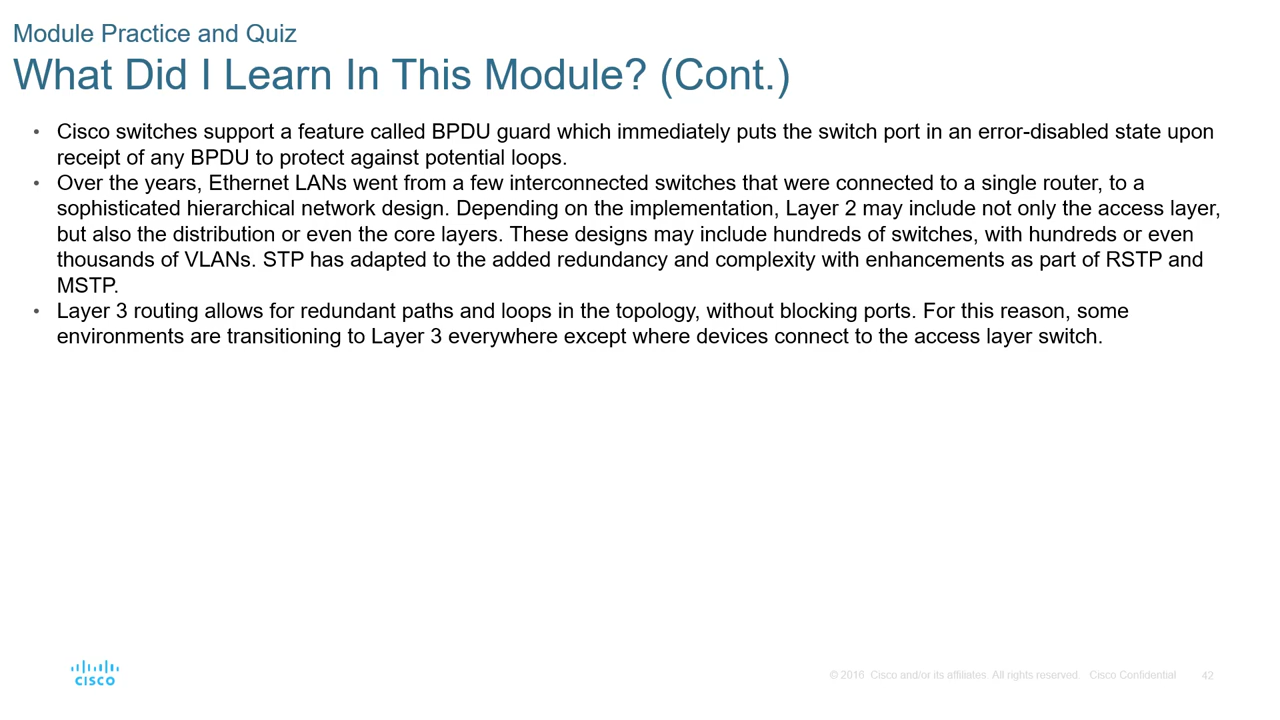 Module Practice and Quiz
What Did I Learn In This Module? (Cont.)
• Cisco switches support a feature called BPDU guard which immediately puts the switch port in an error-disabled state upon
receipt of any BPDU to protect against potential loops.
• Over the years, Ethernet LANs went from a few interconnected switches that were connected to a single router, to a
sophisticated hierarchical network design. Depending on the implementation, Layer 2 may include not only the access layer,
but also the distribution or even the core layers. These designs may include hundreds of switches, with hundreds or even
thousands of VLANs. STP has adapted to the added redundancy and complexity with enhancements as part of RSTP and
MSTP.
• Layer 3 routing allows for redundant paths and loops in the topology, without blocking ports. For this reason, some
environments are transitioning to Layer 3 everywhere except where devices connect to the access layer switch.
CISCO
© 2016 Cisco and/or its affiliates. All rights reserved. Cisco Confidential 42